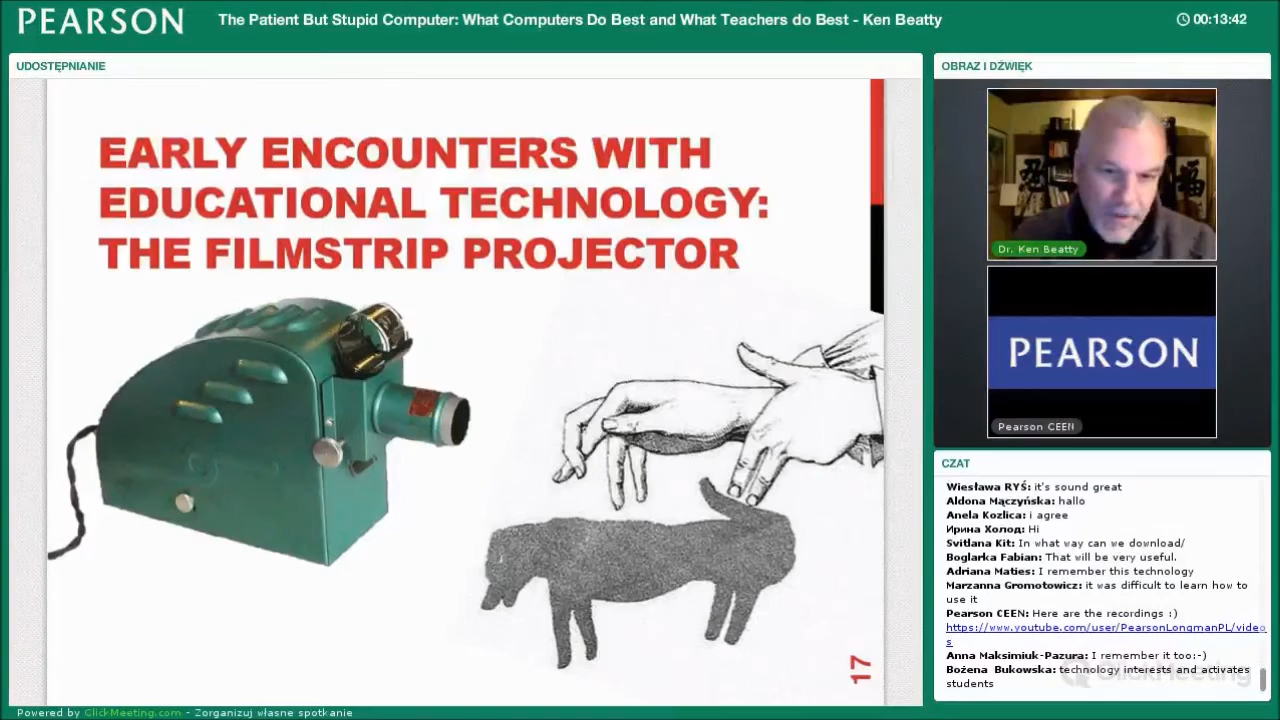 PEARSON
The Patient But Stupid Computer: What Computers Do Best and What Teachers do Best - Ken Beatty
00:13:42
UDOSTĘPNIANIE
EARLY ENCOUNTERS WITH
EDUCATIONAL TECHNOLOGY:
THE FILMSTRIP PROJECTOR
17
OBRAZ I DŹWIĘK
福
Dr. Ken Beatty
PEARSON
Pearson CEEN
CZAT
Wiesława RYŚ: it's sound great
Aldona Mączyńska: hallo
Anela Kozlica: i agree
Ирина Холод: Hi
Svitlana Kit: In what way can we download/
Boglarka Fabian: That will be very useful.
Adriana Maties: I remember this technology
Marzanna Gromotowicz: it was difficult to learn how to
use it
Pearson CEEN: Here are the recordings :)
https://www.youtube.com/user/PearsonLongmanPL/video
s
Anna Maksimiuk-Pazura: I remember it too:-)
Bożena Bukowska: technology interests and activates
students
ClickMeeting
Powered by ClickMeeting.com - Zorganizuj własne spotkanie